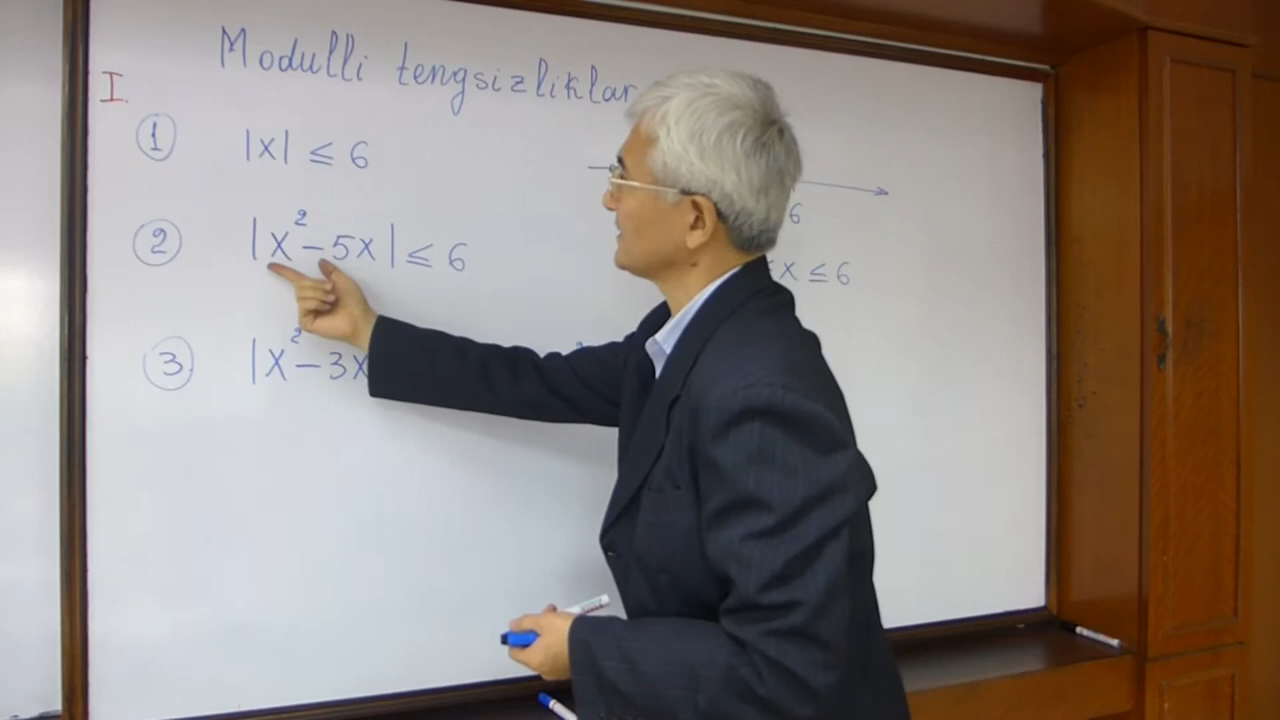 Modulli tengsizliklar
I.
1 |x| ≤ 6
2 |x² - 5x| ≤ 6
3 |x² - 3x
6
x ≤ 6